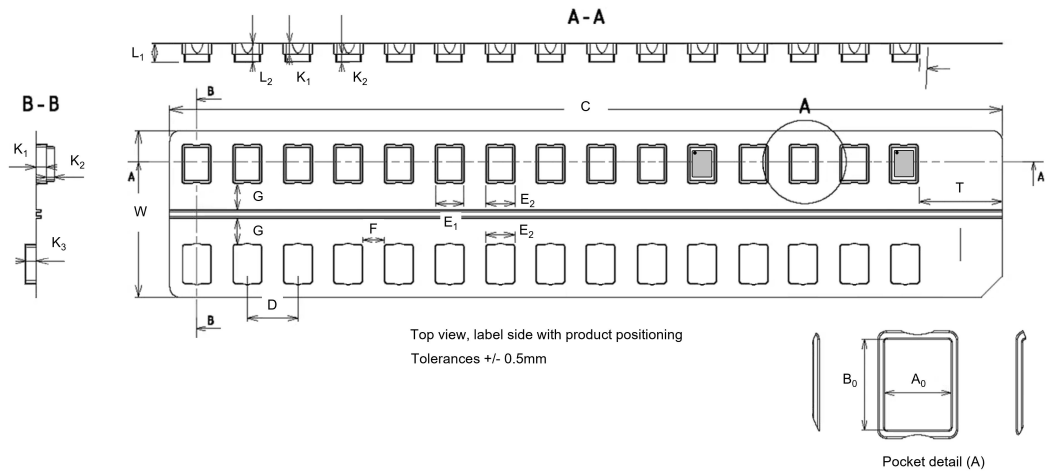 A-A
L1
L2
K1
K2
B-B
B
C
A
K1
K2
A
A
W
G
E1
E2
T
G
F
E2
K3
D
B
Top view, label side with product positioning
Tolerances +/- 0.5mm
B0
A0
Pocket detail (A)